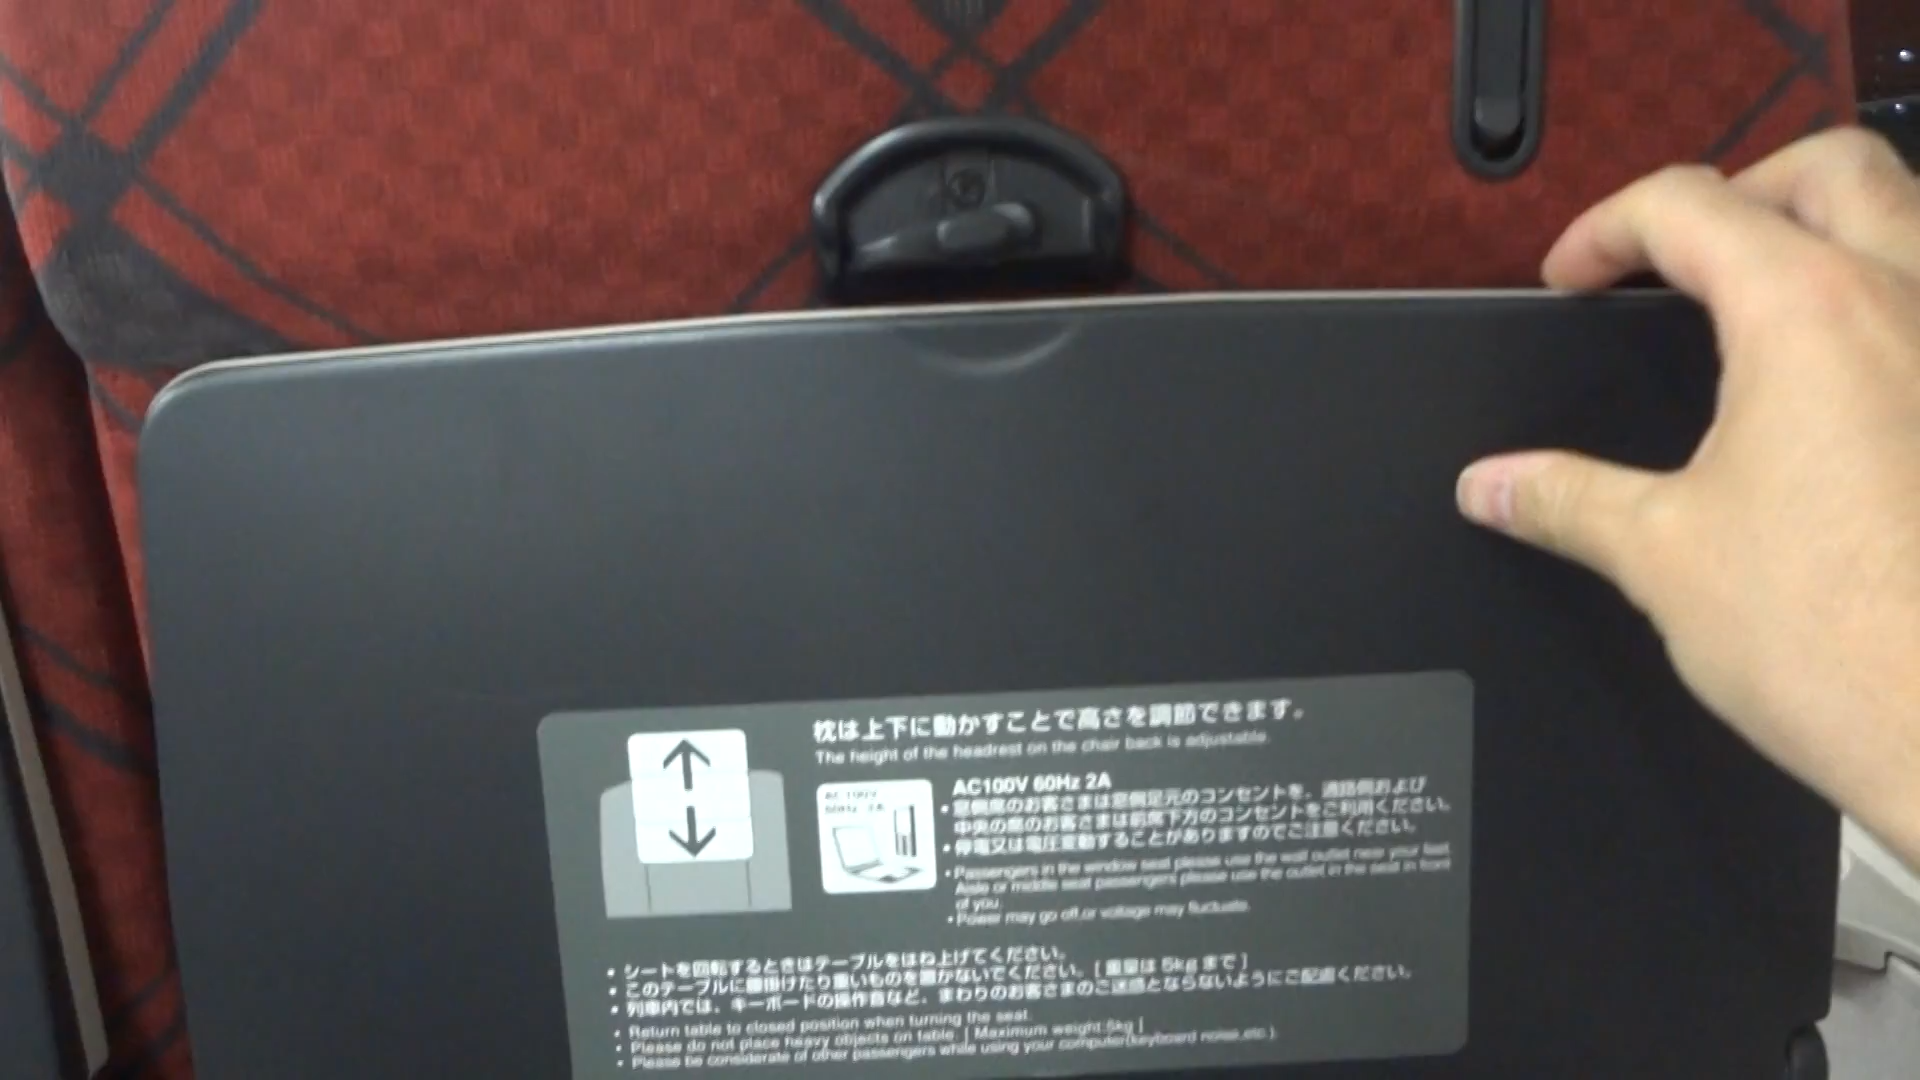 枕は上下に動かすことで高さを調節できます。
The height of the headrest on the chair back is adjustable.
AC 100V
60Hz 2A
AC100V 60Hz 2A
• 窓側席のお客さまは窓側足元のコンセントを、通路側および
中央の席のお客さまは前席下方のコンセントをご利用ください。
• 停電又は電圧変動することがありますのでご注意ください。
• Passengers in the window seat please use the wall outlet near your feet.
Aisle or middle seat passengers please use the outlet in the seat in front
of you.
• Power may go off,or voltage may fluctuate.
• シートを回転するときはテーブルをはね上げてください。
• このテーブルに腰掛けたり重いものを置かないでください。[ 重量は 5kg まで ]
• 列車内では、キーボードの操作音など、まわりのお客さまのご迷惑とならないようにご配慮ください。
• Return table to closed position when turning the seat.
• Please do not place heavy objects on table. [ Maximum weight:5kg ]
• Please be considerate of other passengers while using your computer(keyboard noise,etc.).